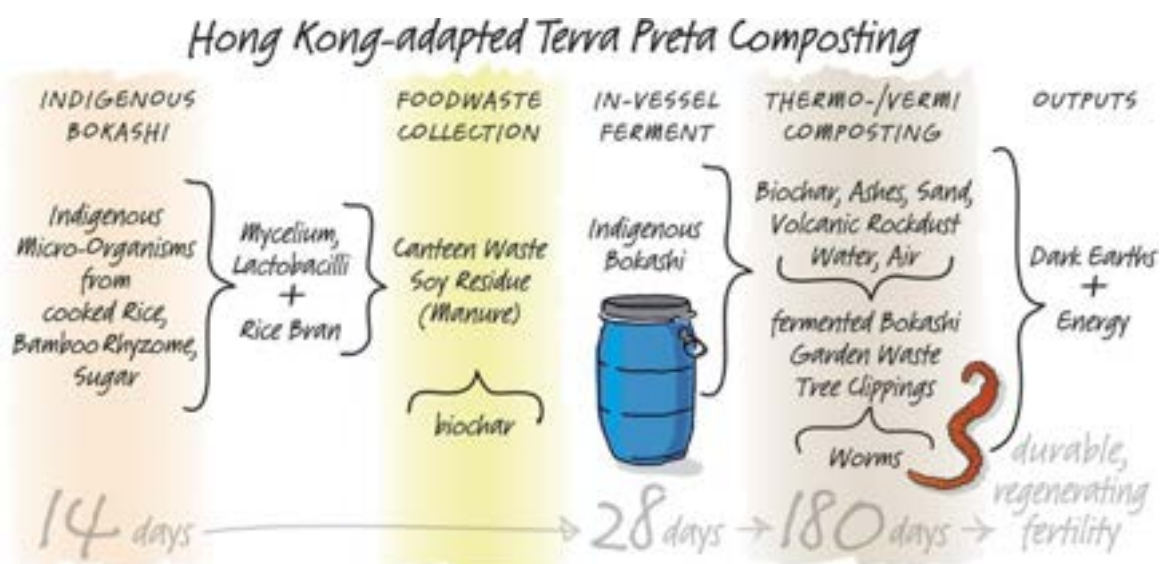 Hong Kong-adapted Terra Preta Composting
INDIGENOUS
BOKASHI
Indigenous
Micro-Organisms
from
cooked Rice,
Bamboo Rhyzome,
Sugar
Mycelium,
Lactobacilli
+
Rice Bran
FOODWASTE
COLLECTION
Canteen Waste
Soy Residue
(Manure)
biochar
IN-VESSEL
FERMENT
Indigenous
Bokashi
THERMO-/VERMI
COMPOSTING
Biochar, Ashes, Sand,
Volcanic Rockdust
Water, Air
fermented Bokashi
Garden Waste
Tree Clippings
Worms
OUTPUTS
Dark Earths
+
Energy
14 days
28 days
180 days
durable,
regenerating
fertility